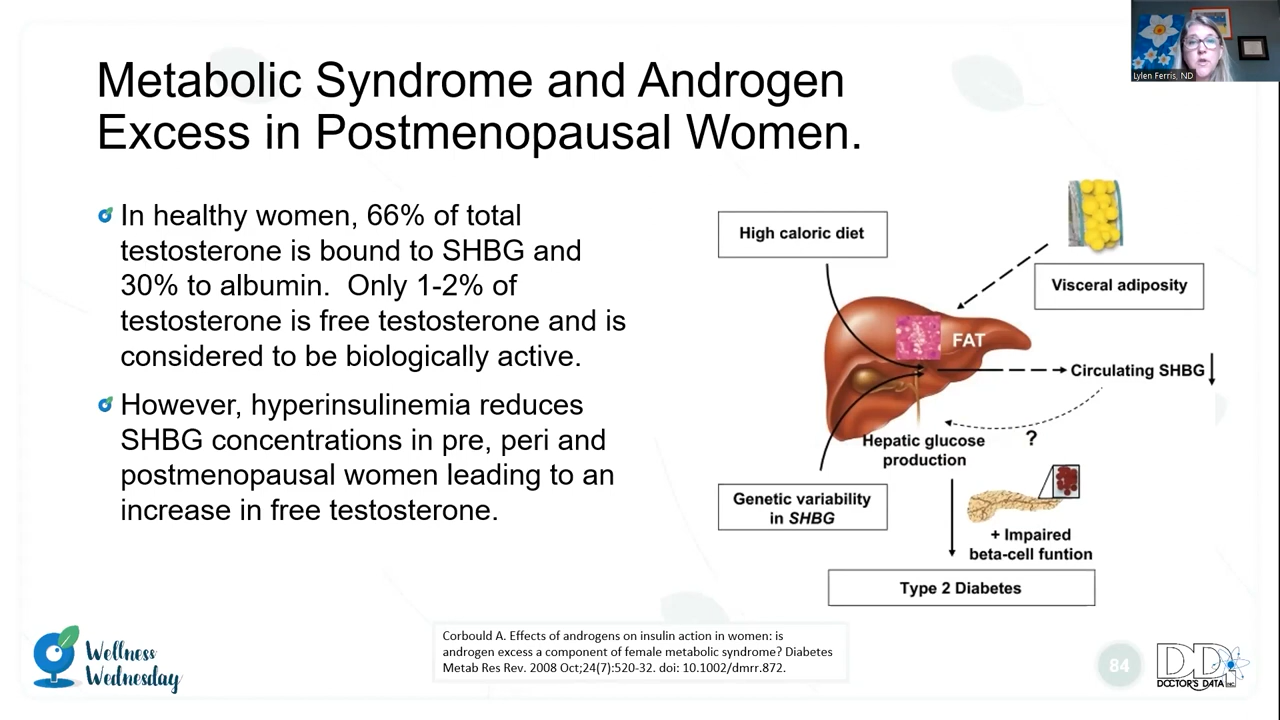 Lylen Ferris, ND
Metabolic Syndrome and Androgen
Excess in Postmenopausal Women.
In healthy women, 66% of total
testosterone is bound to SHBG and
30% to albumin.  Only 1-2% of
testosterone is free testosterone and is
considered to be biologically active.
However, hyperinsulinemia reduces
SHBG concentrations in pre, peri and
postmenopausal women leading to an
increase in free testosterone.
High caloric diet
Visceral adiposity
FAT
Circulating SHBG
?
Hepatic glucose
production
Genetic variability
in SHBG
+ Impaired
beta-cell funtion
Type 2 Diabetes
Wellness
Wednesday
Corbould A. Effects of androgens on insulin action in women: is
androgen excess a component of female metabolic syndrome? Diabetes
Metab Res Rev. 2008 Oct;24(7):520-32. doi: 10.1002/dmrr.872.
84
DDI
DOCTOR'S DATA INC.